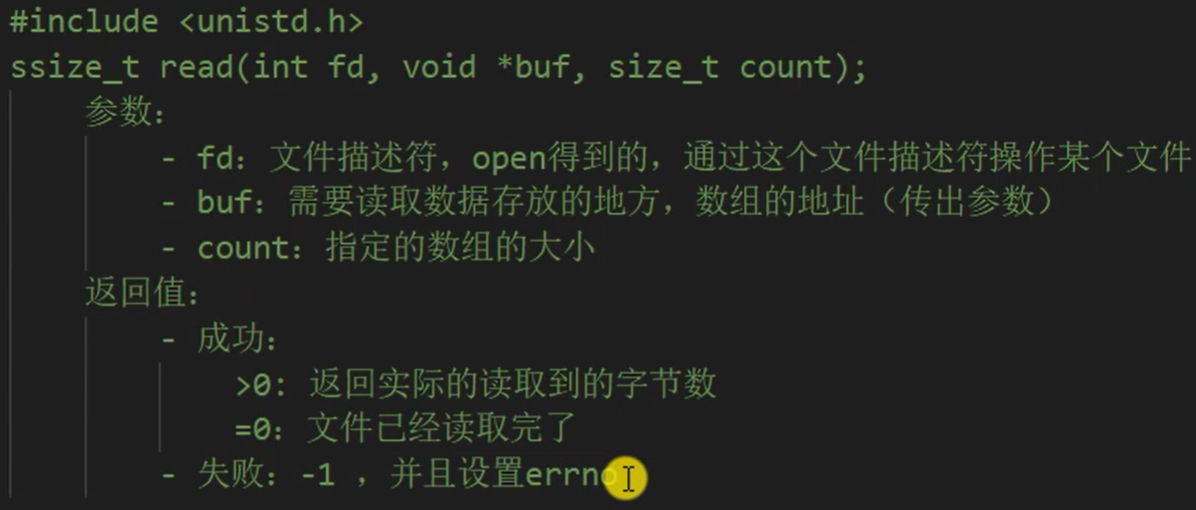 #include <unistd.h>
ssize_t read(int fd, void *buf, size_t count);
参数：
- fd：文件描述符，open得到的，通过这个文件描述符操作某个文件
- buf：需要读取数据存放的地方，数组的地址（传出参数）
- count：指定的数组的大小
返回值：
- 成功：
>0: 返回实际的读取到的字节数
=0：文件已经读取完了
- 失败：-1 ，并且设置errno